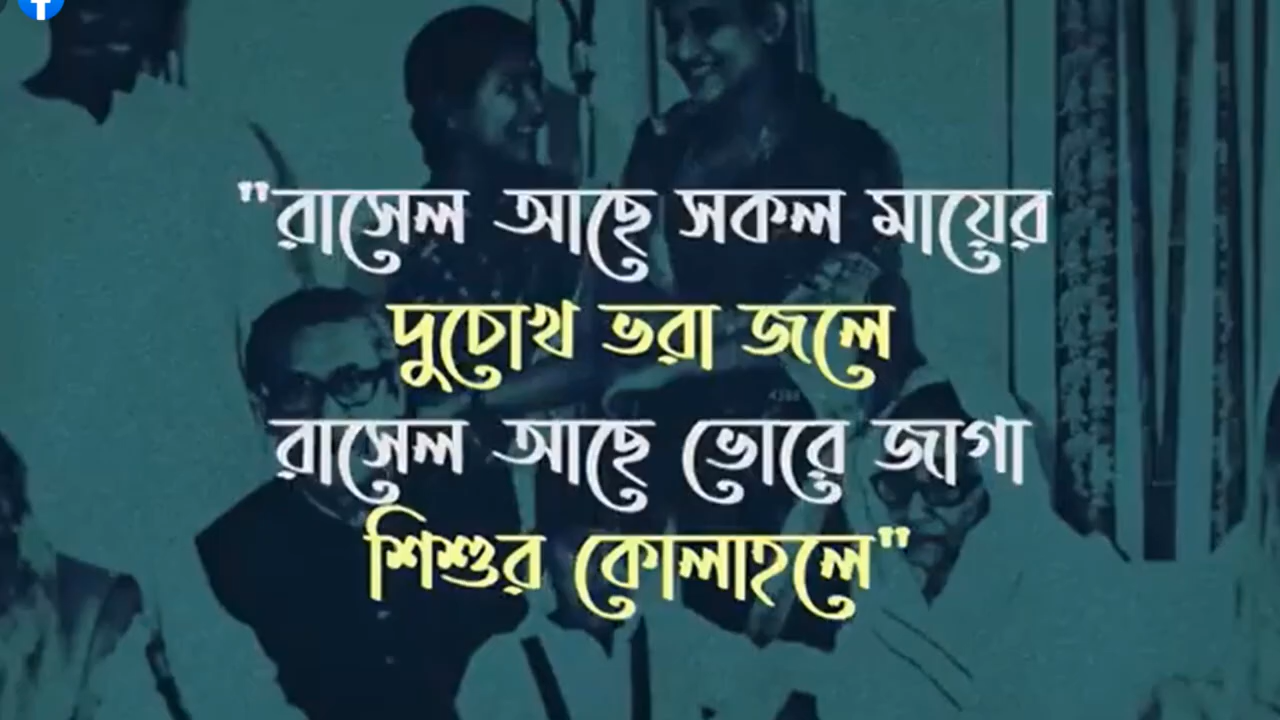 "রাসেল আছে সকল মায়ের
দুচোখ ভরা জলে
রাসেল আছে ভোরে জাগা
শিশুর কোলাহলে"